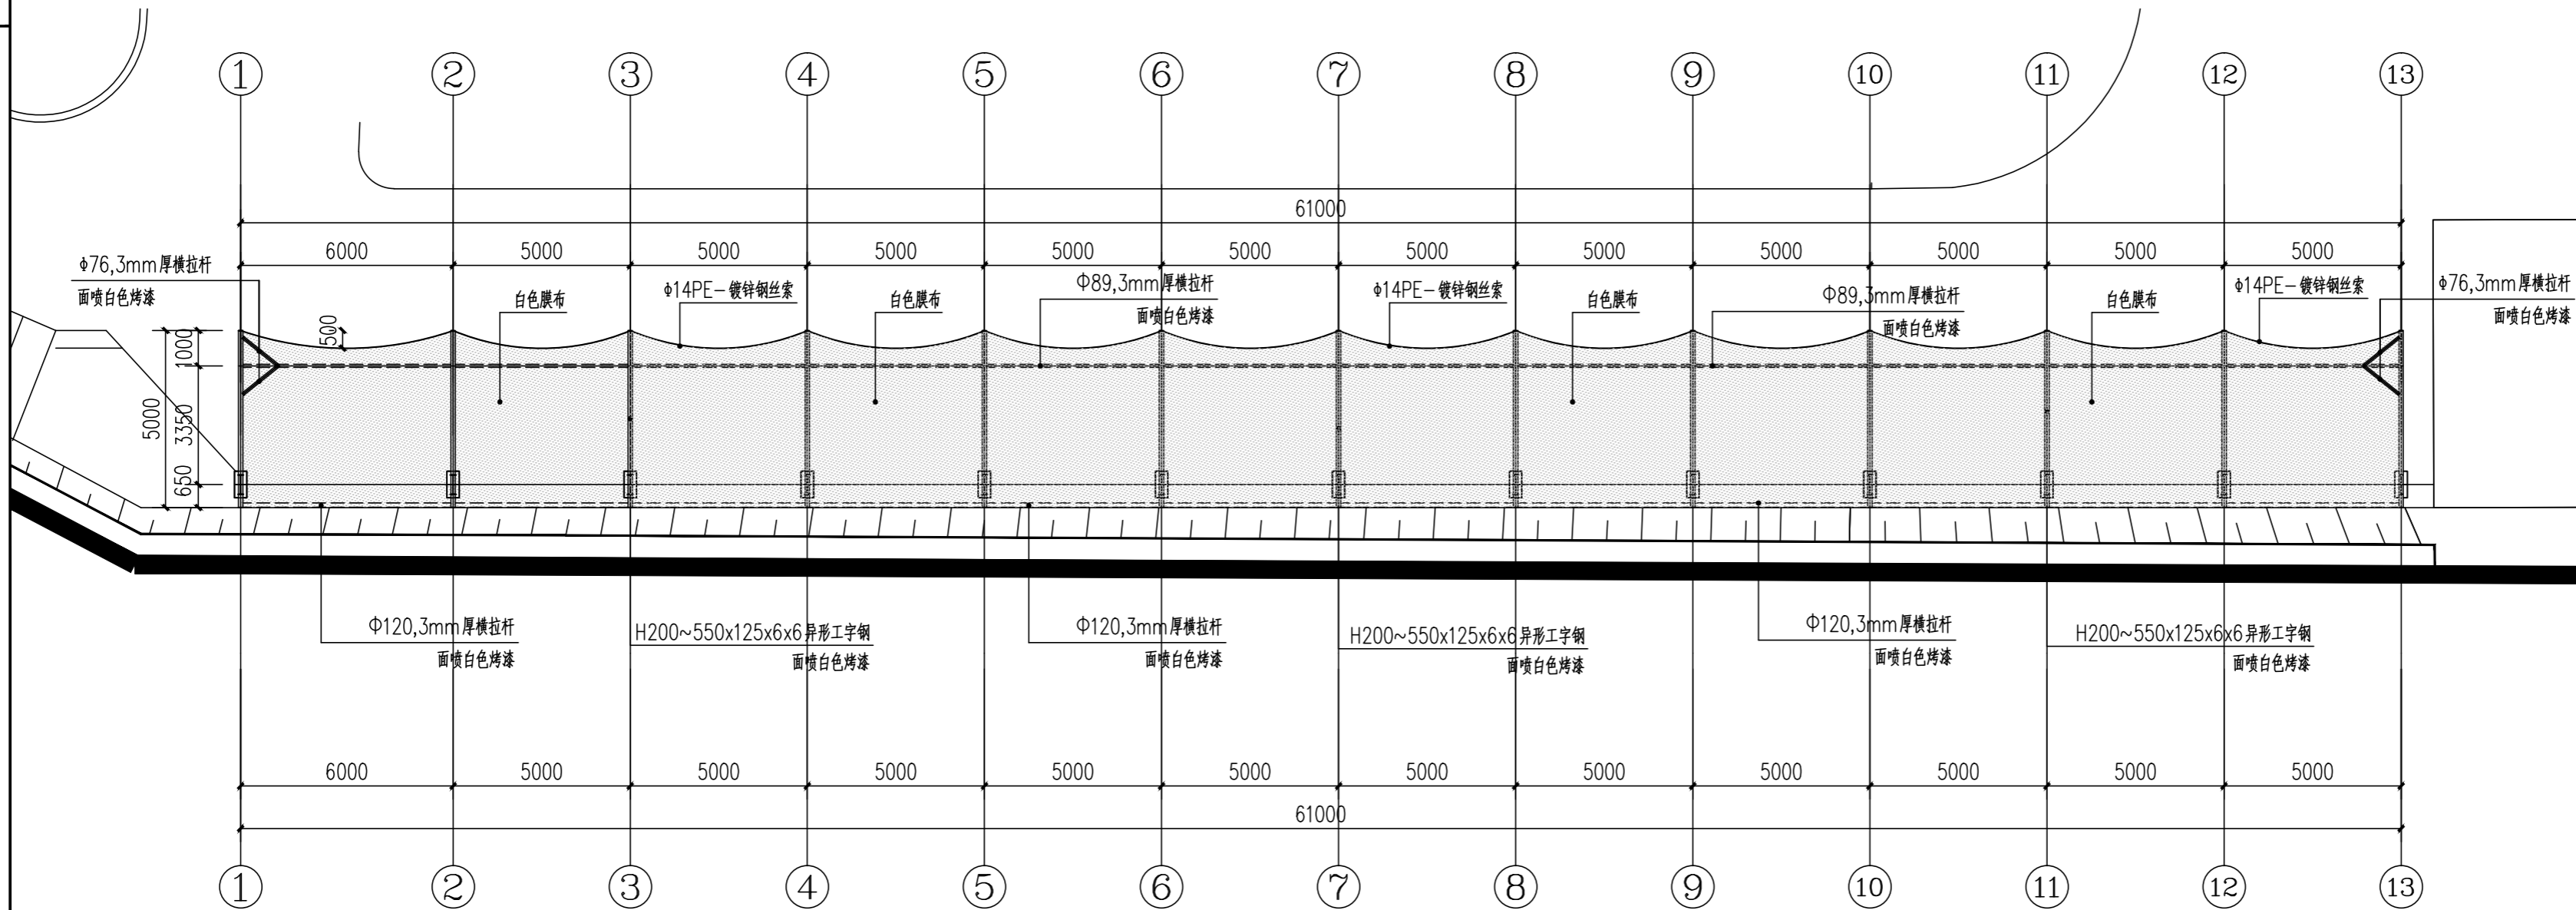 1 2 3 4 5 6 7 8 9 10 11 12 13
61000
6000 5000 5000 5000 5000 5000 5000 5000 5000 5000 5000 5000
ϕ76,3mm厚横拉杆
面喷白色烤漆
白色膜布
ϕ14PE-镀锌钢丝索
白色膜布
Φ89,3mm厚横拉杆
面喷白色烤漆
ϕ14PE-镀锌钢丝索
白色膜布
Φ89,3mm厚横拉杆
面喷白色烤漆
白色膜布
ϕ14PE-镀锌钢丝索
ϕ76,3mm厚横拉杆
面喷白色烤漆
500
1000
3350
650
5000
Φ120,3mm厚横拉杆
面喷白色烤漆
H200~550x125x6x6异形工字钢
面喷白色烤漆
Φ120,3mm厚横拉杆
面喷白色烤漆
H200~550x125x6x6异形工字钢
面喷白色烤漆
Φ120,3mm厚横拉杆
面喷白色烤漆
H200~550x125x6x6异形工字钢
面喷白色烤漆
6000 5000 5000 5000 5000 5000 5000 5000 5000 5000 5000 5000
61000
1 2 3 4 5 6 7 8 9 10 11 12 13